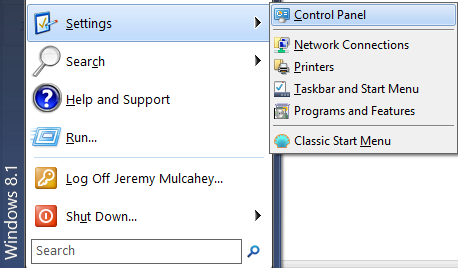 Settings
Search
Help and Support
Run...
Log Off Jeremy Mulcahey...
Shut Down...
Search
Windows 8.1
Control Panel
Network Connections
Printers
Taskbar and Start Menu
Programs and Features
Classic Start Menu